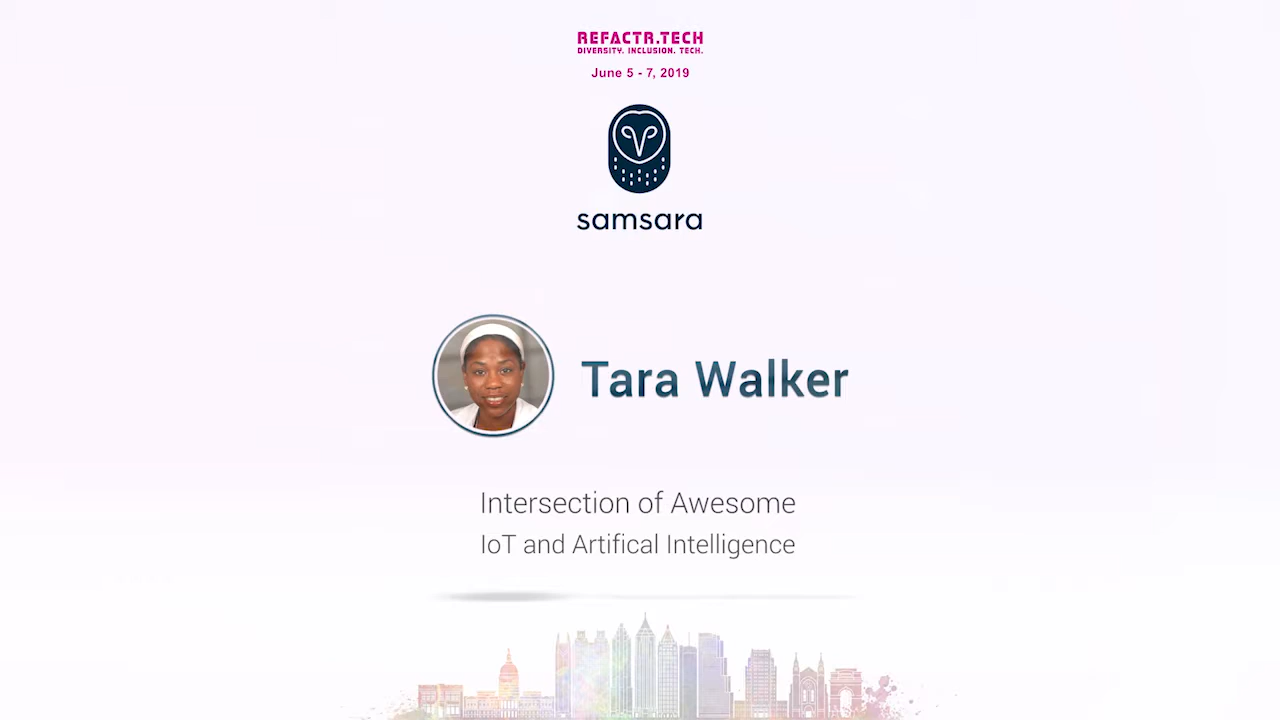 REFACTR.TECH
DIVERSITY. INCLUSION. TECH.
June 5 - 7, 2019
samsara
Tara Walker
Intersection of Awesome
IoT and Artifical Intelligence